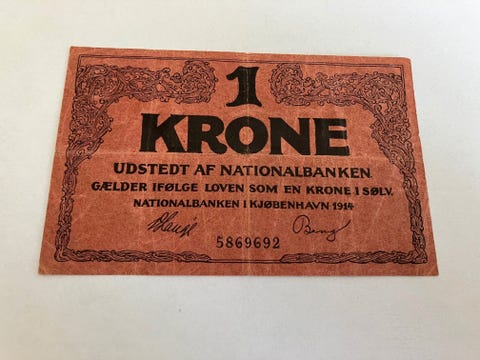 1
KRONE
UDSTEDT AF NATIONALBANKEN.
GÆLDER IFØLGE LOVEN SOM EN KRONE I SØLV.
NATIONALBANKEN I KJØBENHAVN 1914
5869692